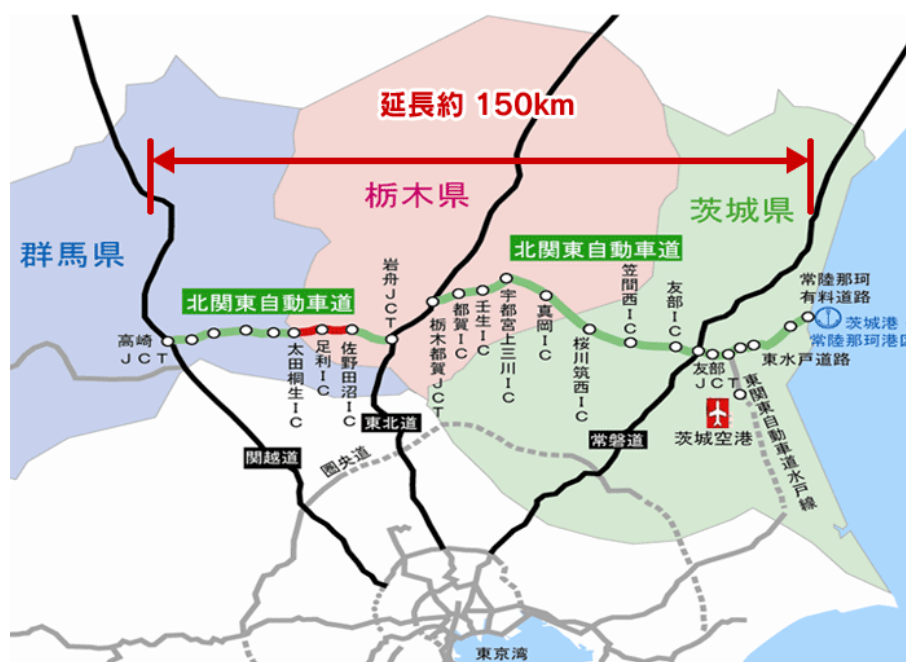 延長約 150km
栃木県
茨城県
群馬県
北関東自動車道
北関東自動車道
高崎
JCT
太田桐生IC
足利IC
佐野田沼IC
岩舟JCT
栃木都賀JCT
都賀IC
壬生IC
宇都宮上三川IC
真岡IC
桜川筑西IC
笠間西IC
友部IC
友部
JCT
常陸那珂
有料道路
茨城港
常陸那珂港区
東水戸道路
東関東自動車道水戸線
茨城空港
関越道
圏央道
東北道
常磐道
東京湾